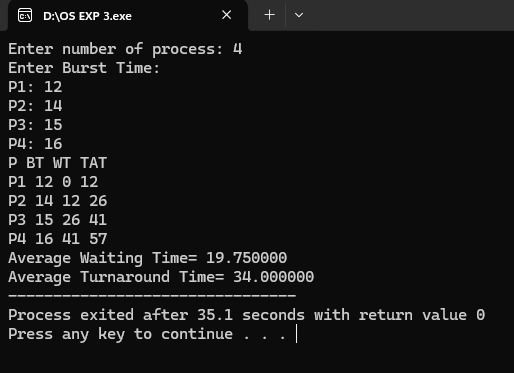 D:\OS EXP 3.exe
Enter number of process: 4
Enter Burst Time:
P1: 12
P2: 14
P3: 15
P4: 16
P BT WT TAT
P1 12 0 12
P2 14 12 26
P3 15 26 41
P4 16 41 57
Average Waiting Time= 19.750000
Average Turnaround Time= 34.000000
--------------------------------
Process exited after 35.1 seconds with return value 0
Press any key to continue . . .